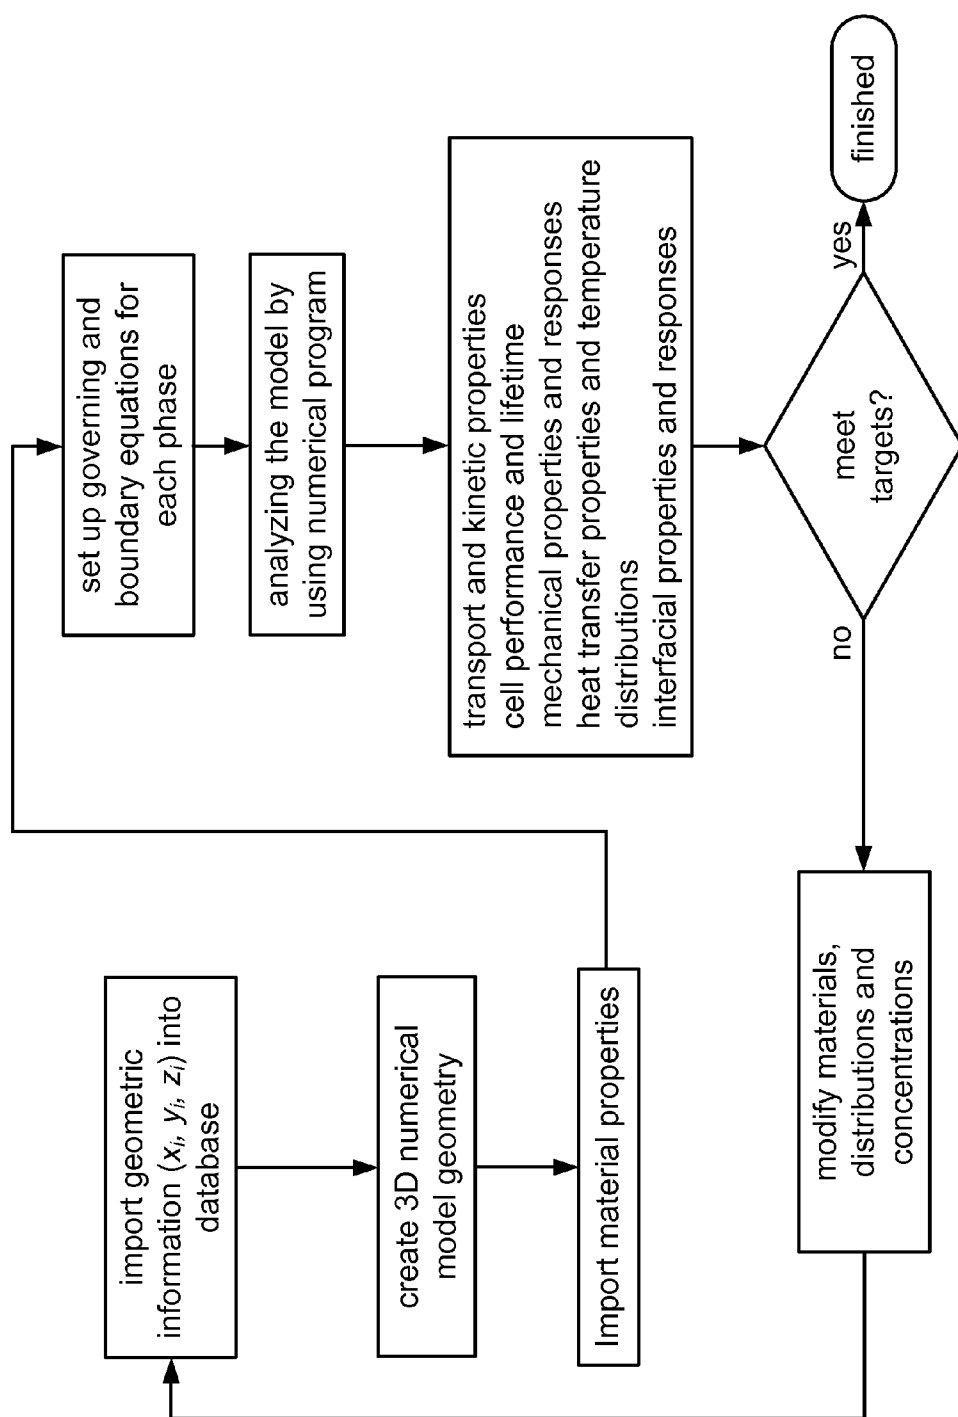 import geometric
information (xᵢ, yᵢ, zᵢ) into
database
create 3D numerical
model geometry
Import material properties
set up governing and
boundary equations for
each phase
analyzing the model by
using numerical program
transport and kinetic properties
cell performance and lifetime
mechanical properties and responses
heat transfer properties and temperature
distributions
interfacial properties and responses
meet
targets?
yes
finished
no
modify materials,
distributions and
concentrations